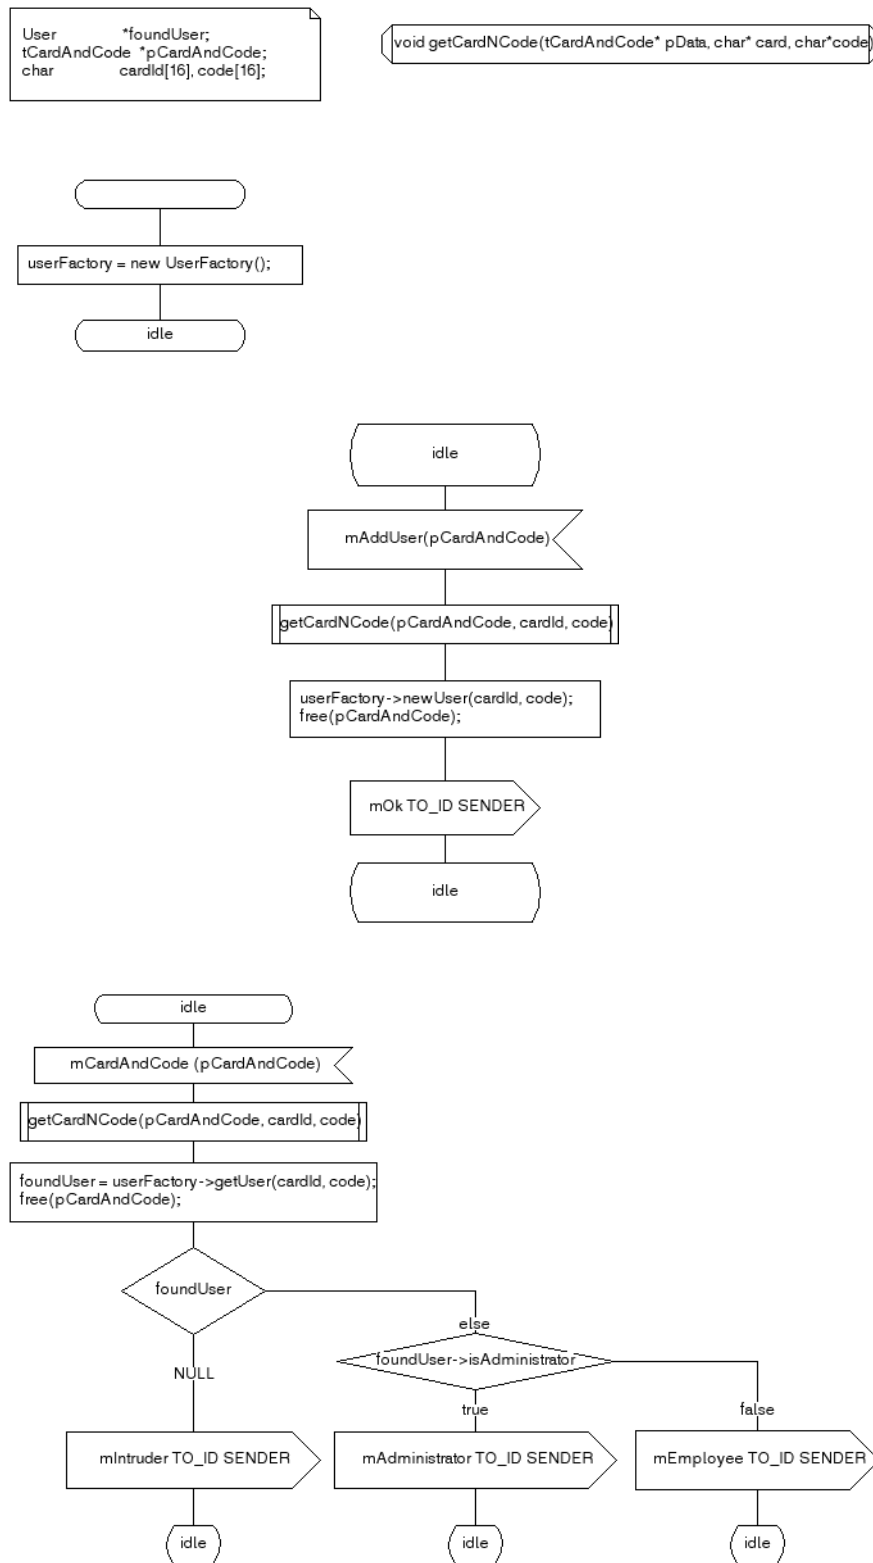 User *foundUser;
tCardAndCode *pCardAndCode;
char cardId[16], code[16];
void getCardNCode(tCardAndCode* pData, char* card, char*code)
userFactory = new UserFactory();
idle
idle
mAddUser(pCardAndCode)
getCardNCode(pCardAndCode, cardId, code)
userFactory->newUser(cardId, code);
free(pCardAndCode);
mOk TO_ID SENDER
idle
idle
mCardAndCode (pCardAndCode)
getCardNCode(pCardAndCode, cardId, code)
foundUser = userFactory->getUser(cardId, code);
free(pCardAndCode);
foundUser
else
foundUser->isAdministrator
NULL
true
false
mIntruder TO_ID SENDER
mAdministrator TO_ID SENDER
mEmployee TO_ID SENDER
idle
idle
idle